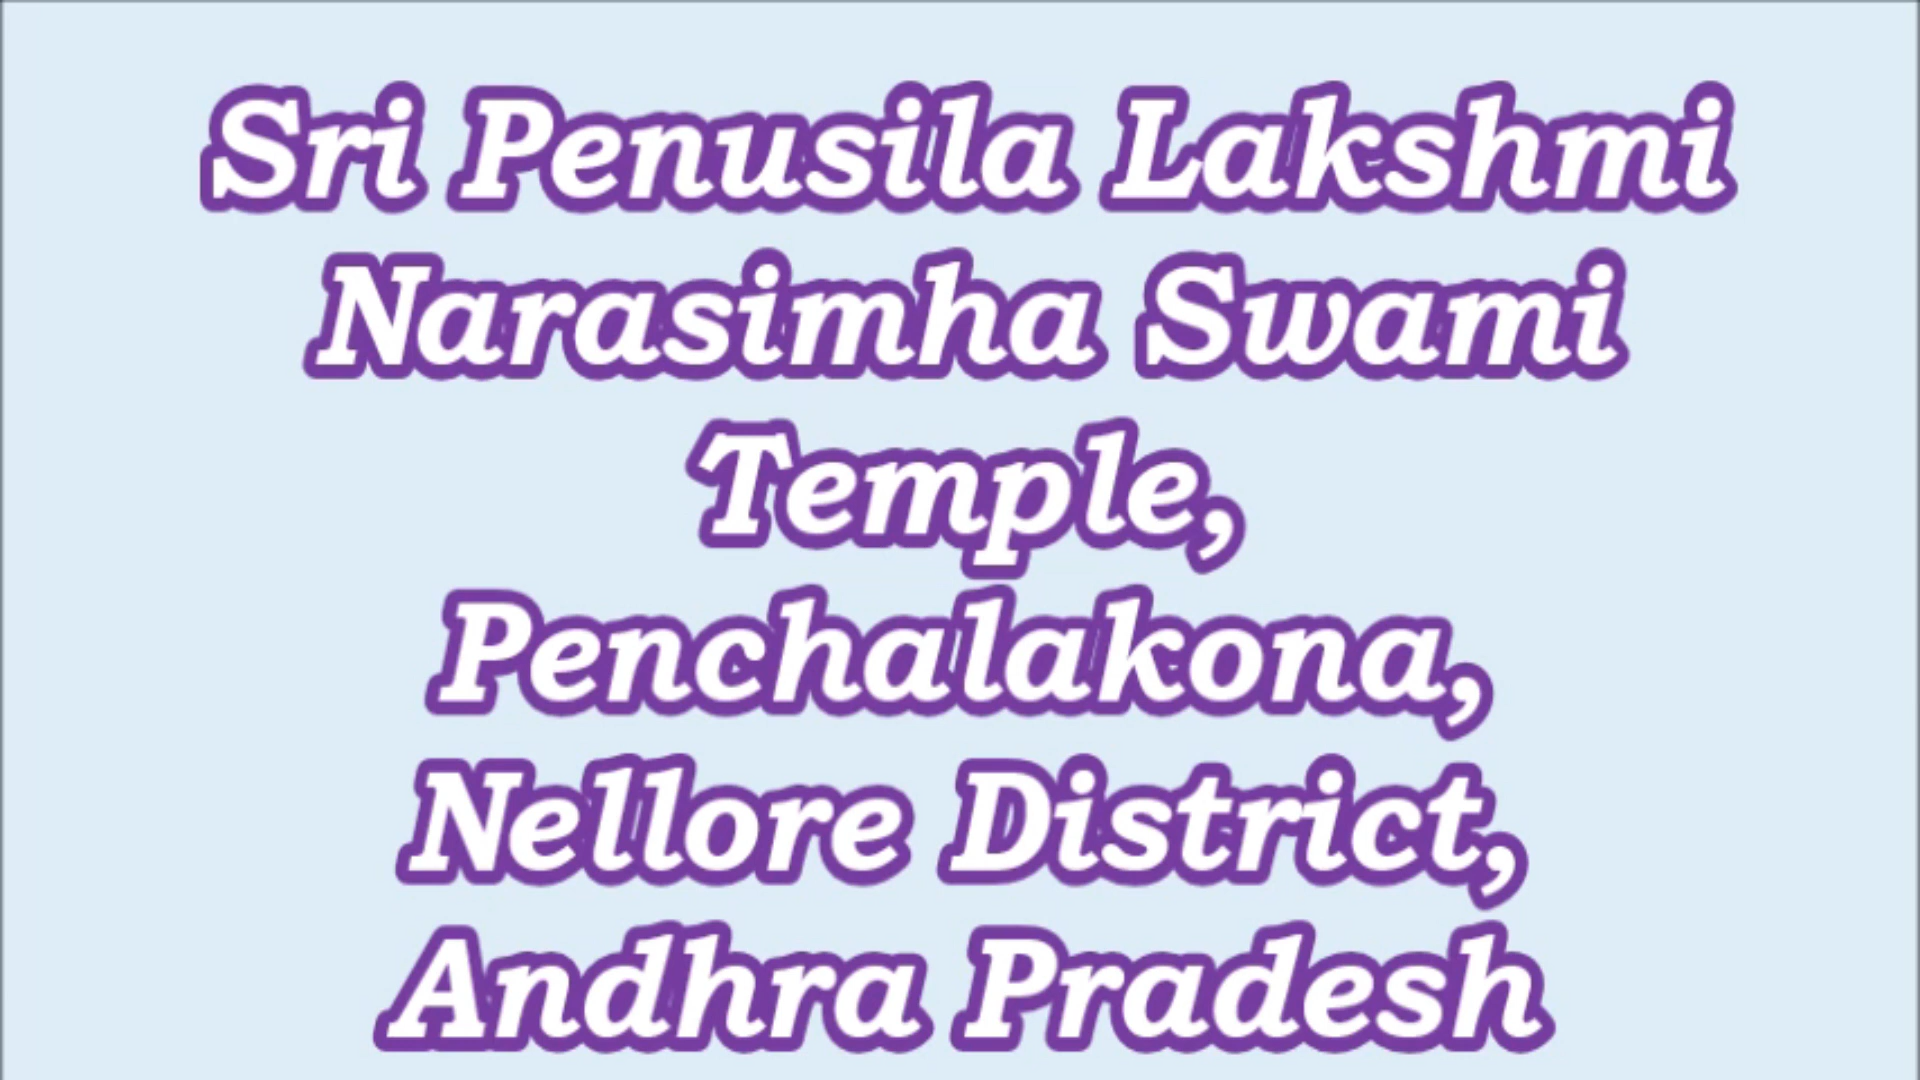 Sri Penusila Lakshmi
Narasimha Swami
Temple,
Penchalakona,
Nellore District,
Andhra Pradesh